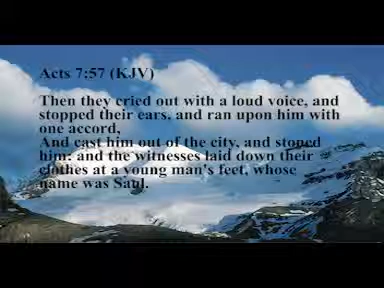 Acts 7:57 (KJV)
Then they cried out with a loud voice, and
stopped their ears, and ran upon him with
one accord,
And cast him out of the city, and stoned
him: and the witnesses laid down their
clothes at a young man's feet, whose
name was Saul.